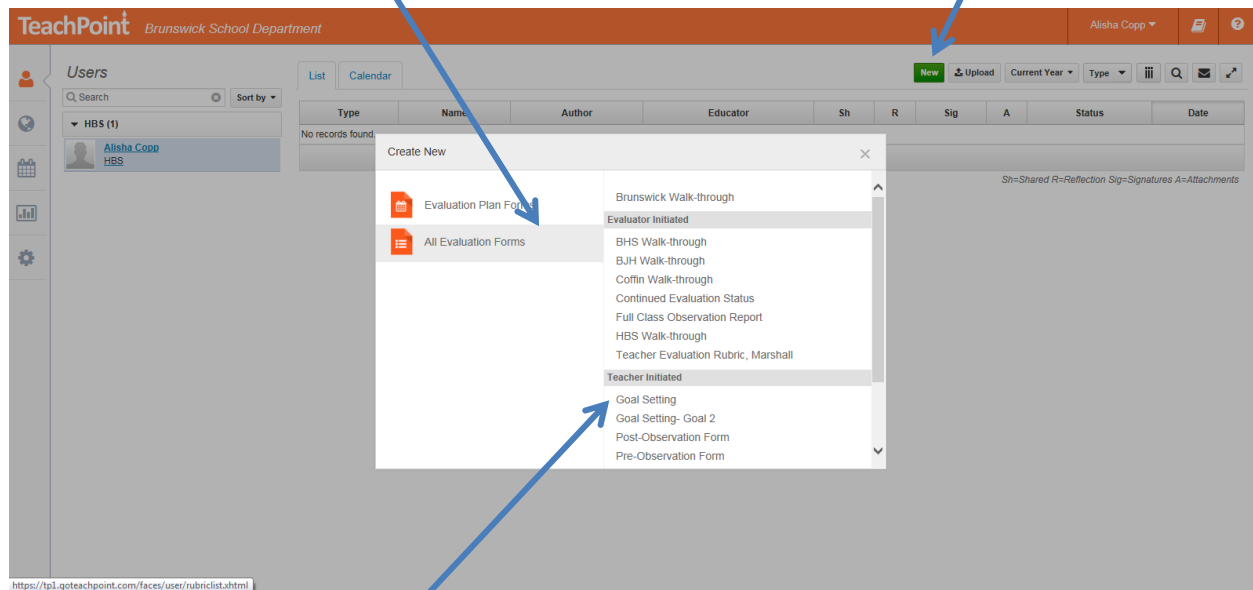 TeachPoint Brunswick School Department Alisha Copp
Users
Search Sort by
HBS (1)
Alisha Copp
HBS
List Calendar
New Upload Current Year Type
Type Name Author Educator Sh R Sig A Status Date
No records found.
Sh=Shared R=Reflection Sig=Signatures A=Attachments
Create New
Evaluation Plan Forms
All Evaluation Forms
Brunswick Walk-through
Evaluator Initiated
BHS Walk-through
BJH Walk-through
Coffin Walk-through
Continued Evaluation Status
Full Class Observation Report
HBS Walk-through
Teacher Evaluation Rubric, Marshall
Teacher Initiated
Goal Setting
Goal Setting- Goal 2
Post-Observation Form
Pre-Observation Form
https://tp1.goteachpoint.com/faces/user/rubriclist.xhtml